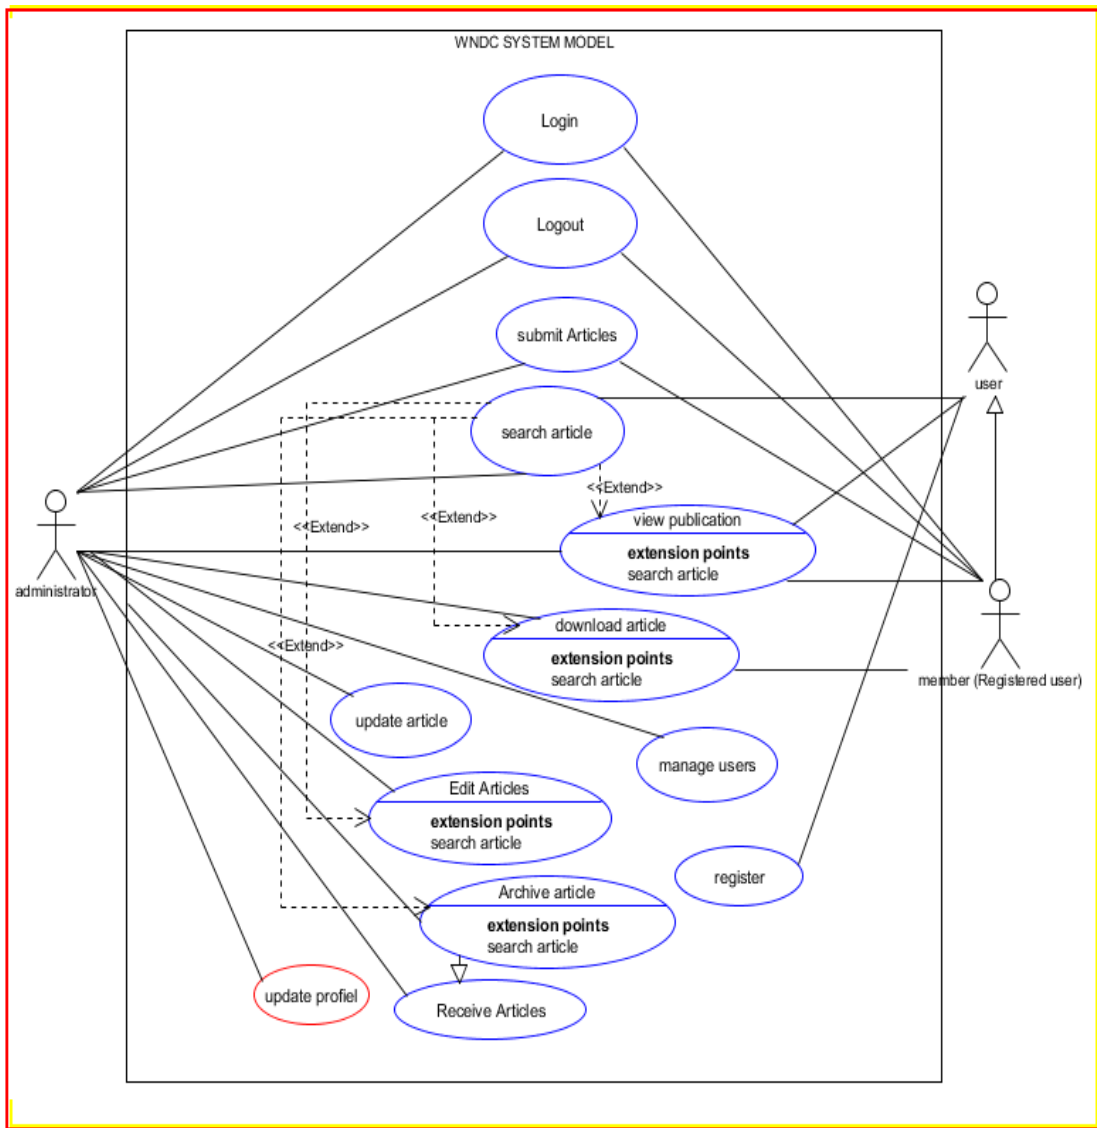 WNDC SYSTEM MODEL
Login
Logout
submit Articles
user
search article
<<Extend>>
view publication
extension points
search article
<<Extend>>
<<Extend>>
administrator
download article
extension points
search article
<<Extend>>
member (Registered user)
update article
manage users
Edit Articles
extension points
search article
register
Archive article
extension points
search article
update profiel
Receive Articles